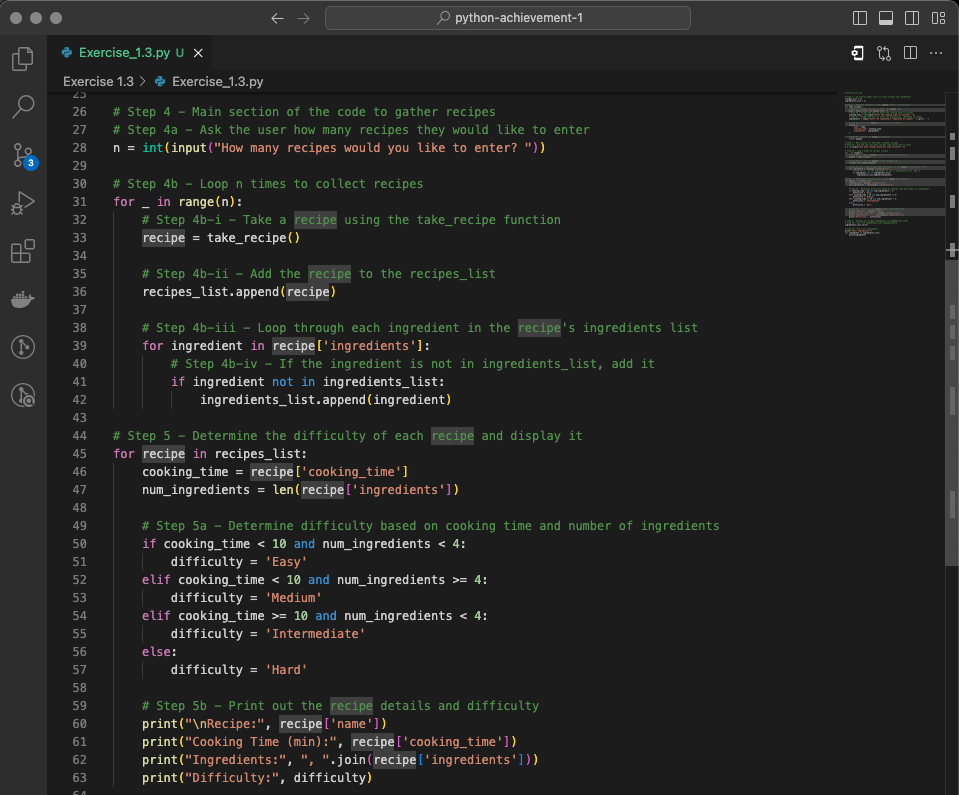 python-achievement-1
Exercise_1.3.py U
Exercise 1.3 > Exercise_1.3.py
3
25
26 # Step 4 – Main section of the code to gather recipes
27 # Step 4a – Ask the user how many recipes they would like to enter
28 n = int(input("How many recipes would you like to enter? "))
29
30 # Step 4b – Loop n times to collect recipes
31 for _ in range(n):
32     # Step 4b-i – Take a recipe using the take_recipe function
33     recipe = take_recipe()
34
35     # Step 4b-ii – Add the recipe to the recipes_list
36     recipes_list.append(recipe)
37
38     # Step 4b-iii – Loop through each ingredient in the recipe's ingredients list
39     for ingredient in recipe['ingredients']:
40         # Step 4b-iv – If the ingredient is not in ingredients_list, add it
41         if ingredient not in ingredients_list:
42             ingredients_list.append(ingredient)
43
44 # Step 5 – Determine the difficulty of each recipe and display it
45 for recipe in recipes_list:
46     cooking_time = recipe['cooking_time']
47     num_ingredients = len(recipe['ingredients'])
48
49     # Step 5a – Determine difficulty based on cooking time and number of ingredients
50     if cooking_time < 10 and num_ingredients < 4:
51         difficulty = 'Easy'
52     elif cooking_time < 10 and num_ingredients >= 4:
53         difficulty = 'Medium'
54     elif cooking_time >= 10 and num_ingredients < 4:
55         difficulty = 'Intermediate'
56     else:
57         difficulty = 'Hard'
58
59     # Step 5b – Print out the recipe details and difficulty
60     print("\nRecipe:", recipe['name'])
61     print("Cooking Time (min):", recipe['cooking_time'])
62     print("Ingredients:", ", ".join(recipe['ingredients']))
63     print("Difficulty:", difficulty)
64